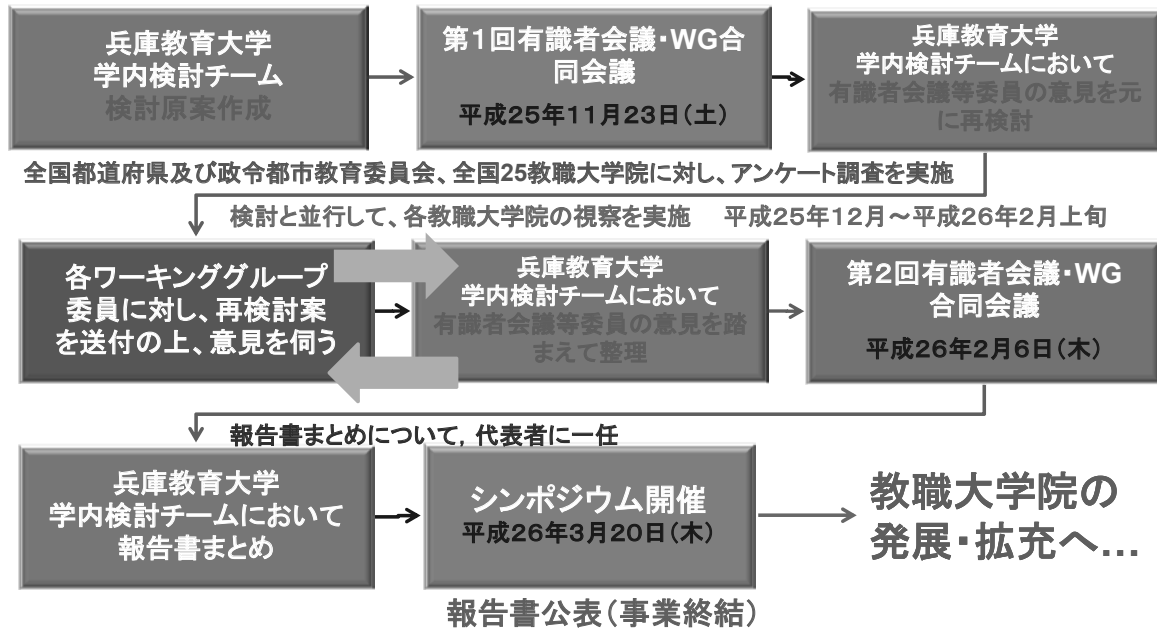 兵庫教育大学
学内検討チーム
検討原案作成
第1回有識者会議・WG合
同会議
平成25年11月23日(土)
兵庫教育大学
学内検討チームにおいて
有識者会議等委員の意見を元
に再検討
全国都道府県及び政令都市教育委員会、全国25教職大学院に対し、アンケート調査を実施
検討と並行して、各教職大学院の視察を実施 平成25年12月~平成26年2月上旬
各ワーキンググループ
委員に対し、再検討案
を送付の上、意見を伺う
兵庫教育大学
学内検討チームにおいて
有識者会議等委員の意見を踏
まえて整理
第2回有識者会議・WG
合同会議
平成26年2月6日(木)
報告書まとめについて,代表者に一任
兵庫教育大学
学内検討チームにおいて
報告書まとめ
シンポジウム開催
平成26年3月20日(木)
教職大学院の
発展・拡充へ…
報告書公表(事業終結)